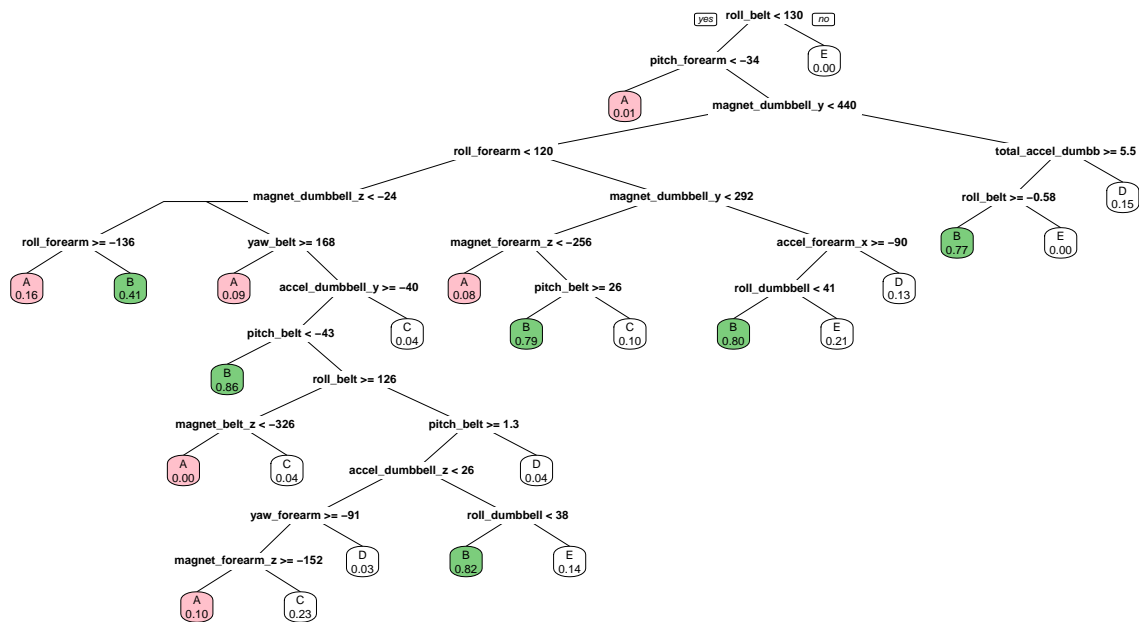 yes roll_belt < 130 no
pitch_forearm < −34
E
0.00
A
0.01
magnet_dumbbell_y < 440
roll_forearm < 120
total_accel_dumbb >= 5.5
magnet_dumbbell_z < −24
magnet_dumbbell_y < 292
roll_belt >= −0.58
D
0.15
roll_forearm >= −136
yaw_belt >= 168
magnet_forearm_z < −256
accel_forearm_x >= −90
B
0.77
E
0.00
A
0.16
B
0.41
A
0.09
accel_dumbbell_y >= −40
A
0.08
pitch_belt >= 26
roll_dumbbell < 41
D
0.13
pitch_belt < −43
C
0.04
B
0.79
C
0.10
B
0.80
E
0.21
B
0.86
roll_belt >= 126
magnet_belt_z < −326
pitch_belt >= 1.3
A
0.00
C
0.04
accel_dumbbell_z < 26
D
0.04
yaw_forearm >= −91
roll_dumbbell < 38
magnet_forearm_z >= −152
D
0.03
B
0.82
E
0.14
A
0.10
C
0.23